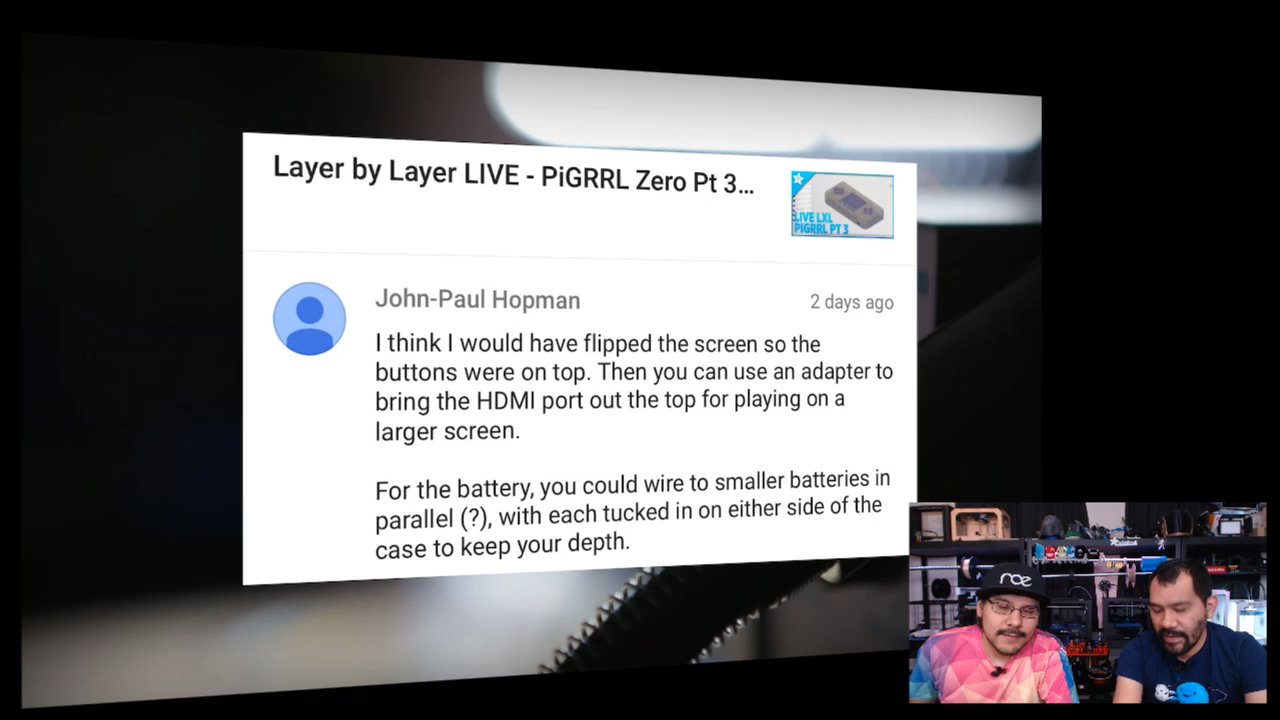 Layer by Layer LIVE - PiGRRL Zero Pt 3...
LIVE LXL
PIGRRL PT 3
John-Paul Hopman
2 days ago
I think I would have flipped the screen so the
buttons were on top. Then you can use an adapter to
bring the HDMI port out the top for playing on a
larger screen.
For the battery, you could wire to smaller batteries in
parallel (?), with each tucked in on either side of the
case to keep your depth.
noe